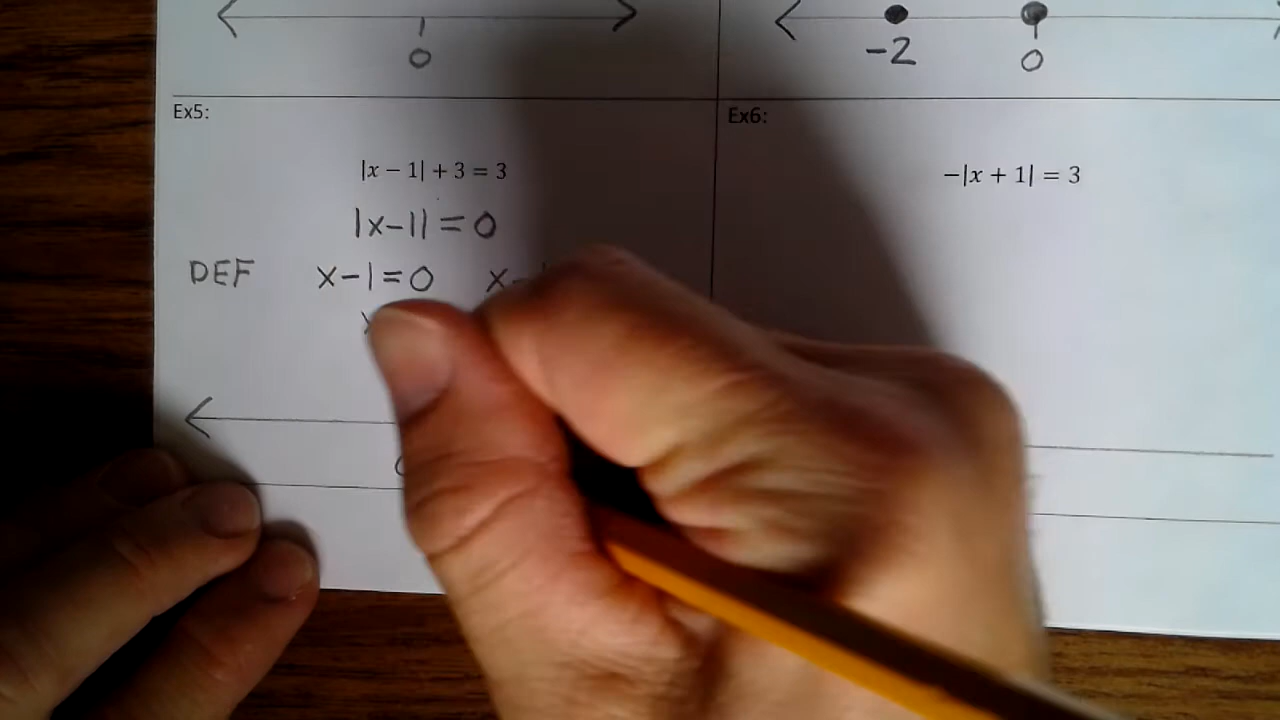 0
-2 0
Ex5:
|x − 1| + 3 = 3
|x-1| = 0
DEF x-1=0 x-
Ex6:
−|x + 1| = 3